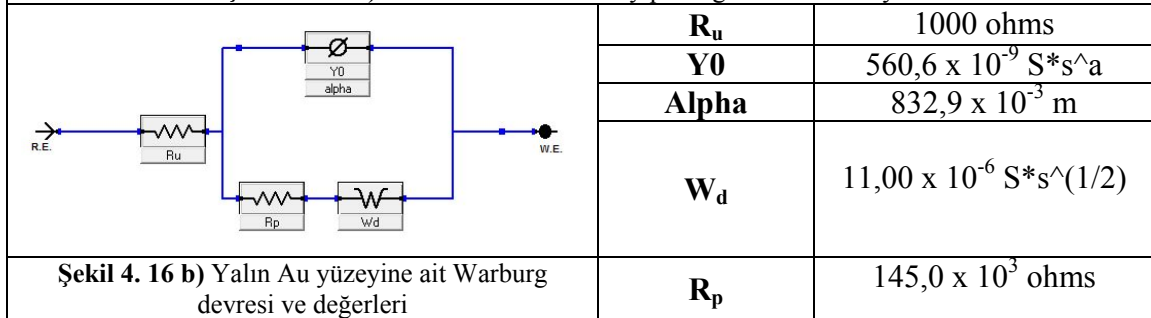 R.E.
Ru
Y0
alpha
Rp
Wd
W.E.
Şekil 4. 16 b) Yalın Au yüzeyine ait Warburg
devresi ve değerleri
Rᵤ 1000 ohms
Y0 560,6 x 10⁻⁹ S*s^a
Alpha 832,9 x 10⁻³ m
W_d 11,00 x 10⁻⁶ S*s^(1/2)
Rₚ 145,0 x 10³ ohms